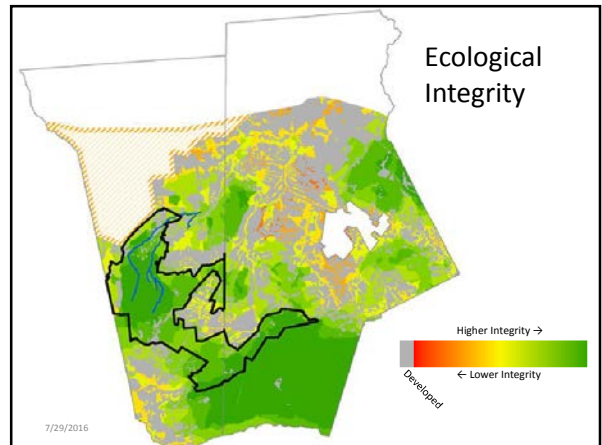 Ecological
Integrity
Higher Integrity →
← Lower Integrity
Developed
7/29/2016